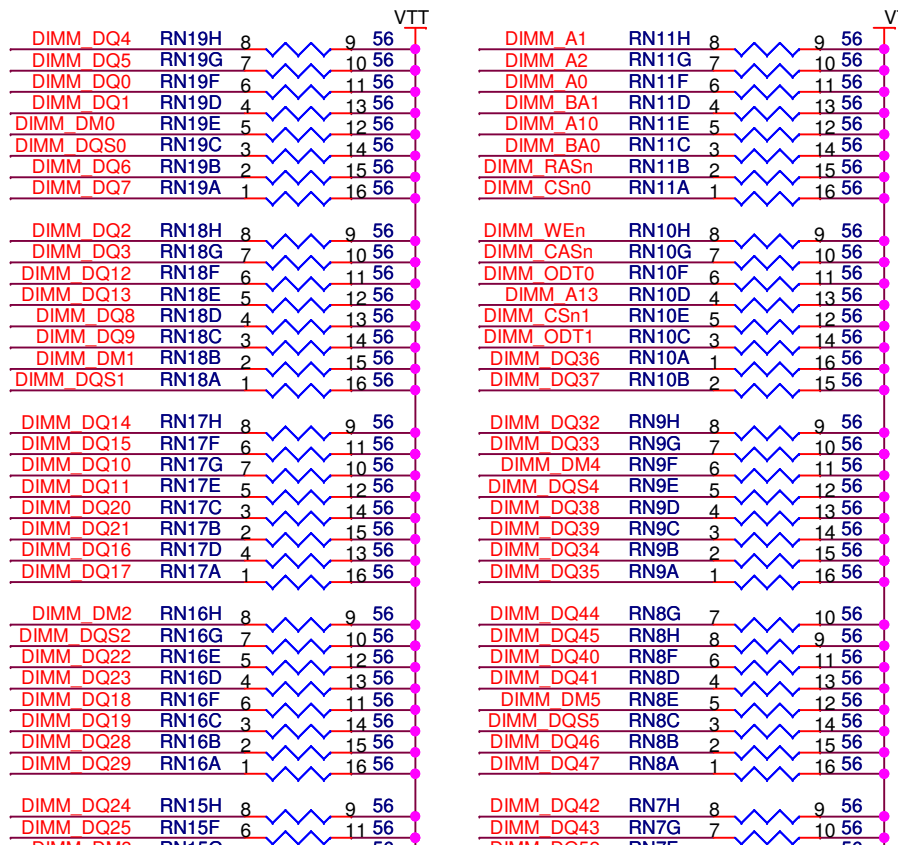 VTT
DIMM_DQ4 RN19H 8 9 56
DIMM_DQ5 RN19G 7 10 56
DIMM_DQ0 RN19F 6 11 56
DIMM_DQ1 RN19D 4 13 56
DIMM_DM0 RN19E 5 12 56
DIMM_DQS0 RN19C 3 14 56
DIMM_DQ6 RN19B 2 15 56
DIMM_DQ7 RN19A 1 16 56
DIMM_DQ2 RN18H 8 9 56
DIMM_DQ3 RN18G 7 10 56
DIMM_DQ12 RN18F 6 11 56
DIMM_DQ13 RN18E 5 12 56
DIMM_DQ8 RN18D 4 13 56
DIMM_DQ9 RN18C 3 14 56
DIMM_DM1 RN18B 2 15 56
DIMM_DQS1 RN18A 1 16 56
DIMM_DQ14 RN17H 8 9 56
DIMM_DQ15 RN17F 6 11 56
DIMM_DQ10 RN17G 7 10 56
DIMM_DQ11 RN17E 5 12 56
DIMM_DQ20 RN17C 3 14 56
DIMM_DQ21 RN17B 2 15 56
DIMM_DQ16 RN17D 4 13 56
DIMM_DQ17 RN17A 1 16 56
DIMM_DM2 RN16H 8 9 56
DIMM_DQS2 RN16G 7 10 56
DIMM_DQ22 RN16E 5 12 56
DIMM_DQ23 RN16D 4 13 56
DIMM_DQ18 RN16F 6 11 56
DIMM_DQ19 RN16C 3 14 56
DIMM_DQ28 RN16B 2 15 56
DIMM_DQ29 RN16A 1 16 56
DIMM_DQ24 RN15H 8 9 56
DIMM_DQ25 RN15F 6 11 56
DIMM_A1 RN11H 8 9 56
DIMM_A2 RN11G 7 10 56
DIMM_A0 RN11F 6 11 56
DIMM_BA1 RN11D 4 13 56
DIMM_A10 RN11E 5 12 56
DIMM_BA0 RN11C 3 14 56
DIMM_RASn RN11B 2 15 56
DIMM_CSn0 RN11A 1 16 56
DIMM_WEn RN10H 8 9 56
DIMM_CASn RN10G 7 10 56
DIMM_ODT0 RN10F 6 11 56
DIMM_A13 RN10D 4 13 56
DIMM_CSn1 RN10E 5 12 56
DIMM_ODT1 RN10C 3 14 56
DIMM_DQ36 RN10A 1 16 56
DIMM_DQ37 RN10B 2 15 56
DIMM_DQ32 RN9H 8 9 56
DIMM_DQ33 RN9G 7 10 56
DIMM_DM4 RN9F 6 11 56
DIMM_DQS4 RN9E 5 12 56
DIMM_DQ38 RN9D 4 13 56
DIMM_DQ39 RN9C 3 14 56
DIMM_DQ34 RN9B 2 15 56
DIMM_DQ35 RN9A 1 16 56
DIMM_DQ44 RN8G 7 10 56
DIMM_DQ45 RN8H 8 9 56
DIMM_DQ40 RN8F 6 11 56
DIMM_DQ41 RN8D 4 13 56
DIMM_DM5 RN8E 5 12 56
DIMM_DQS5 RN8C 3 14 56
DIMM_DQ46 RN8B 2 15 56
DIMM_DQ47 RN8A 1 16 56
DIMM_DQ42 RN7H 8 9 56
DIMM_DQ43 RN7G 7 10 56